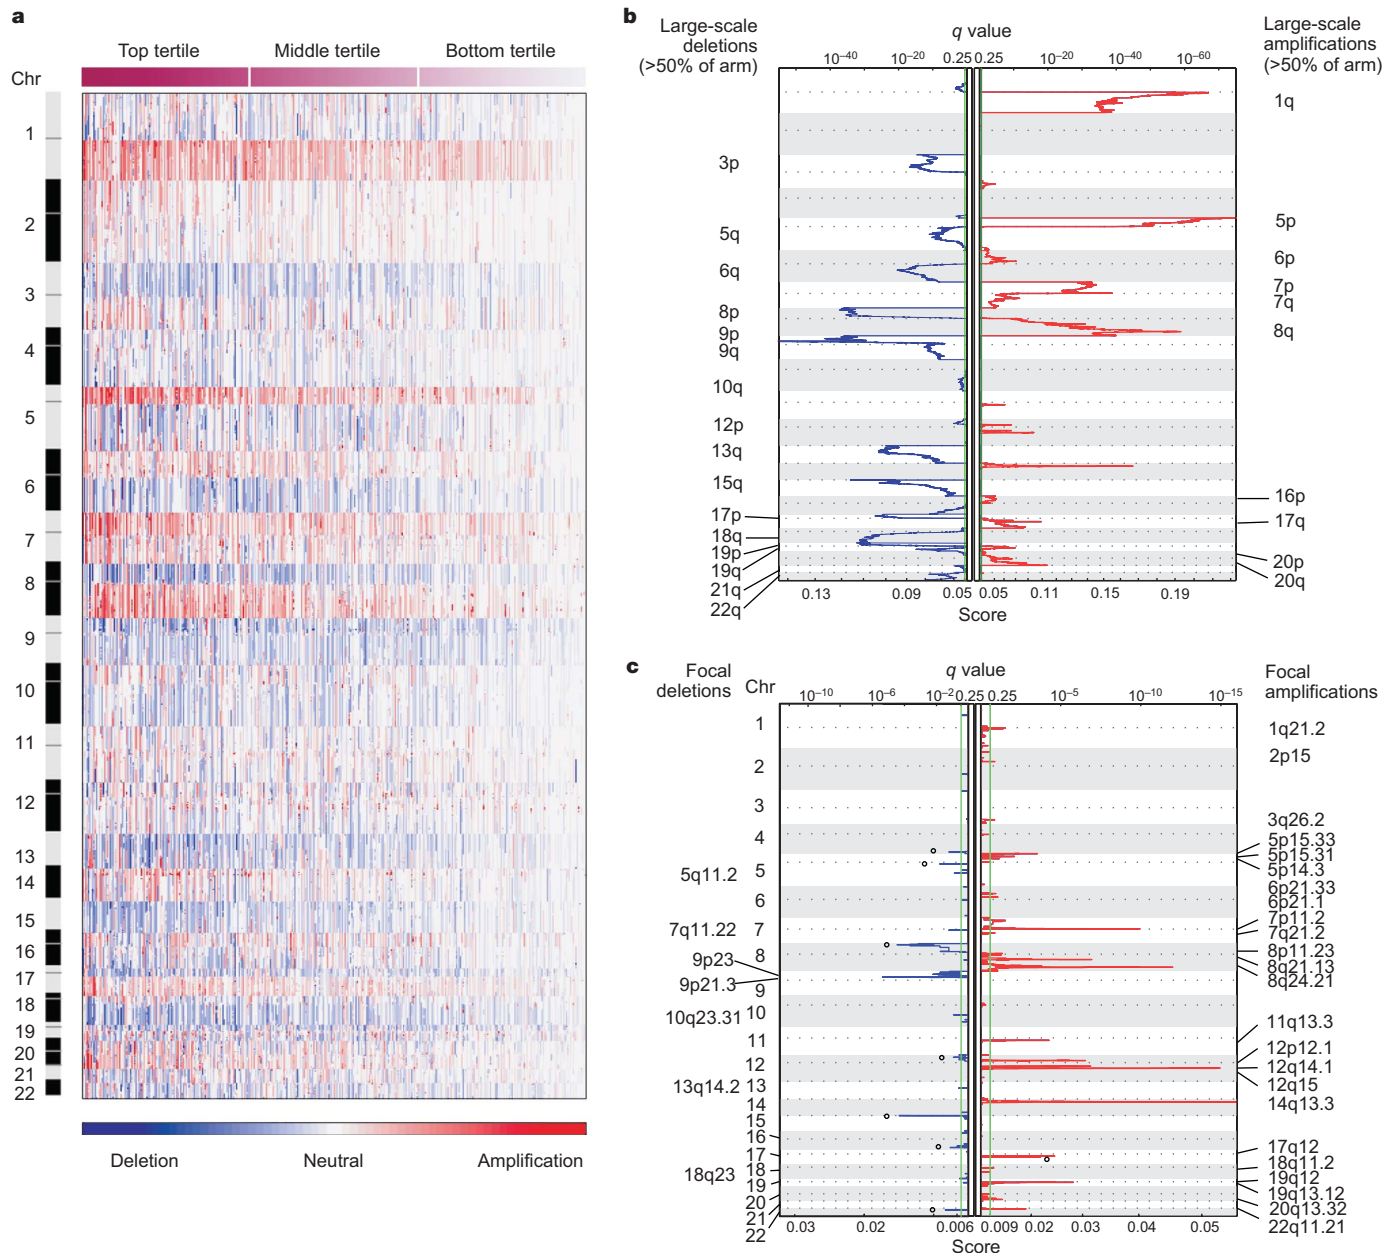 a
Top tertile
Middle tertile
Bottom tertile
Chr
1
2
3
4
5
6
7
8
9
10
11
12
13
14
15
16
17
18
19
20
21
22
Deletion
Neutral
Amplification
b
Large-scale
deletions
(>50% of arm)
q value
Large-scale
amplifications
(>50% of arm)
10–40
10–20
0.25
0.25
10–20
10–40
10–60
3p
5q
6q
8p
9p
9q
10q
12p
13q
15q
17p
18q
19p
19q
21q
22q
1q
5p
6p
7p
7q
8q
16p
17q
20p
20q
0.13
0.09
0.05
0.05
0.11
0.15
0.19
Score
c
Focal
deletions
Chr
q value
Focal
amplifications
10–10
10–6
10–2
0.25
0.25
10–5
10–10
10–15
5q11.2
7q11.22
9p23
9p21.3
10q23.31
13q14.2
18q23
1
2
3
4
5
6
7
8
9
10
11
12
13
14
15
16
17
18
19
20
21
22
1q21.2
2p15
3q26.2
5p15.33
5p15.31
5p14.3
6p21.33
6p21.1
7p11.2
7q21.2
8p11.23
8q21.13
8q24.21
11q13.3
12p12.1
12q14.1
12q15
14q13.3
17q12
18q11.2
19q12
19q13.12
20q13.32
22q11.21
0.03
0.02
0.006
0.009
0.02
0.03
0.04
0.05
Score